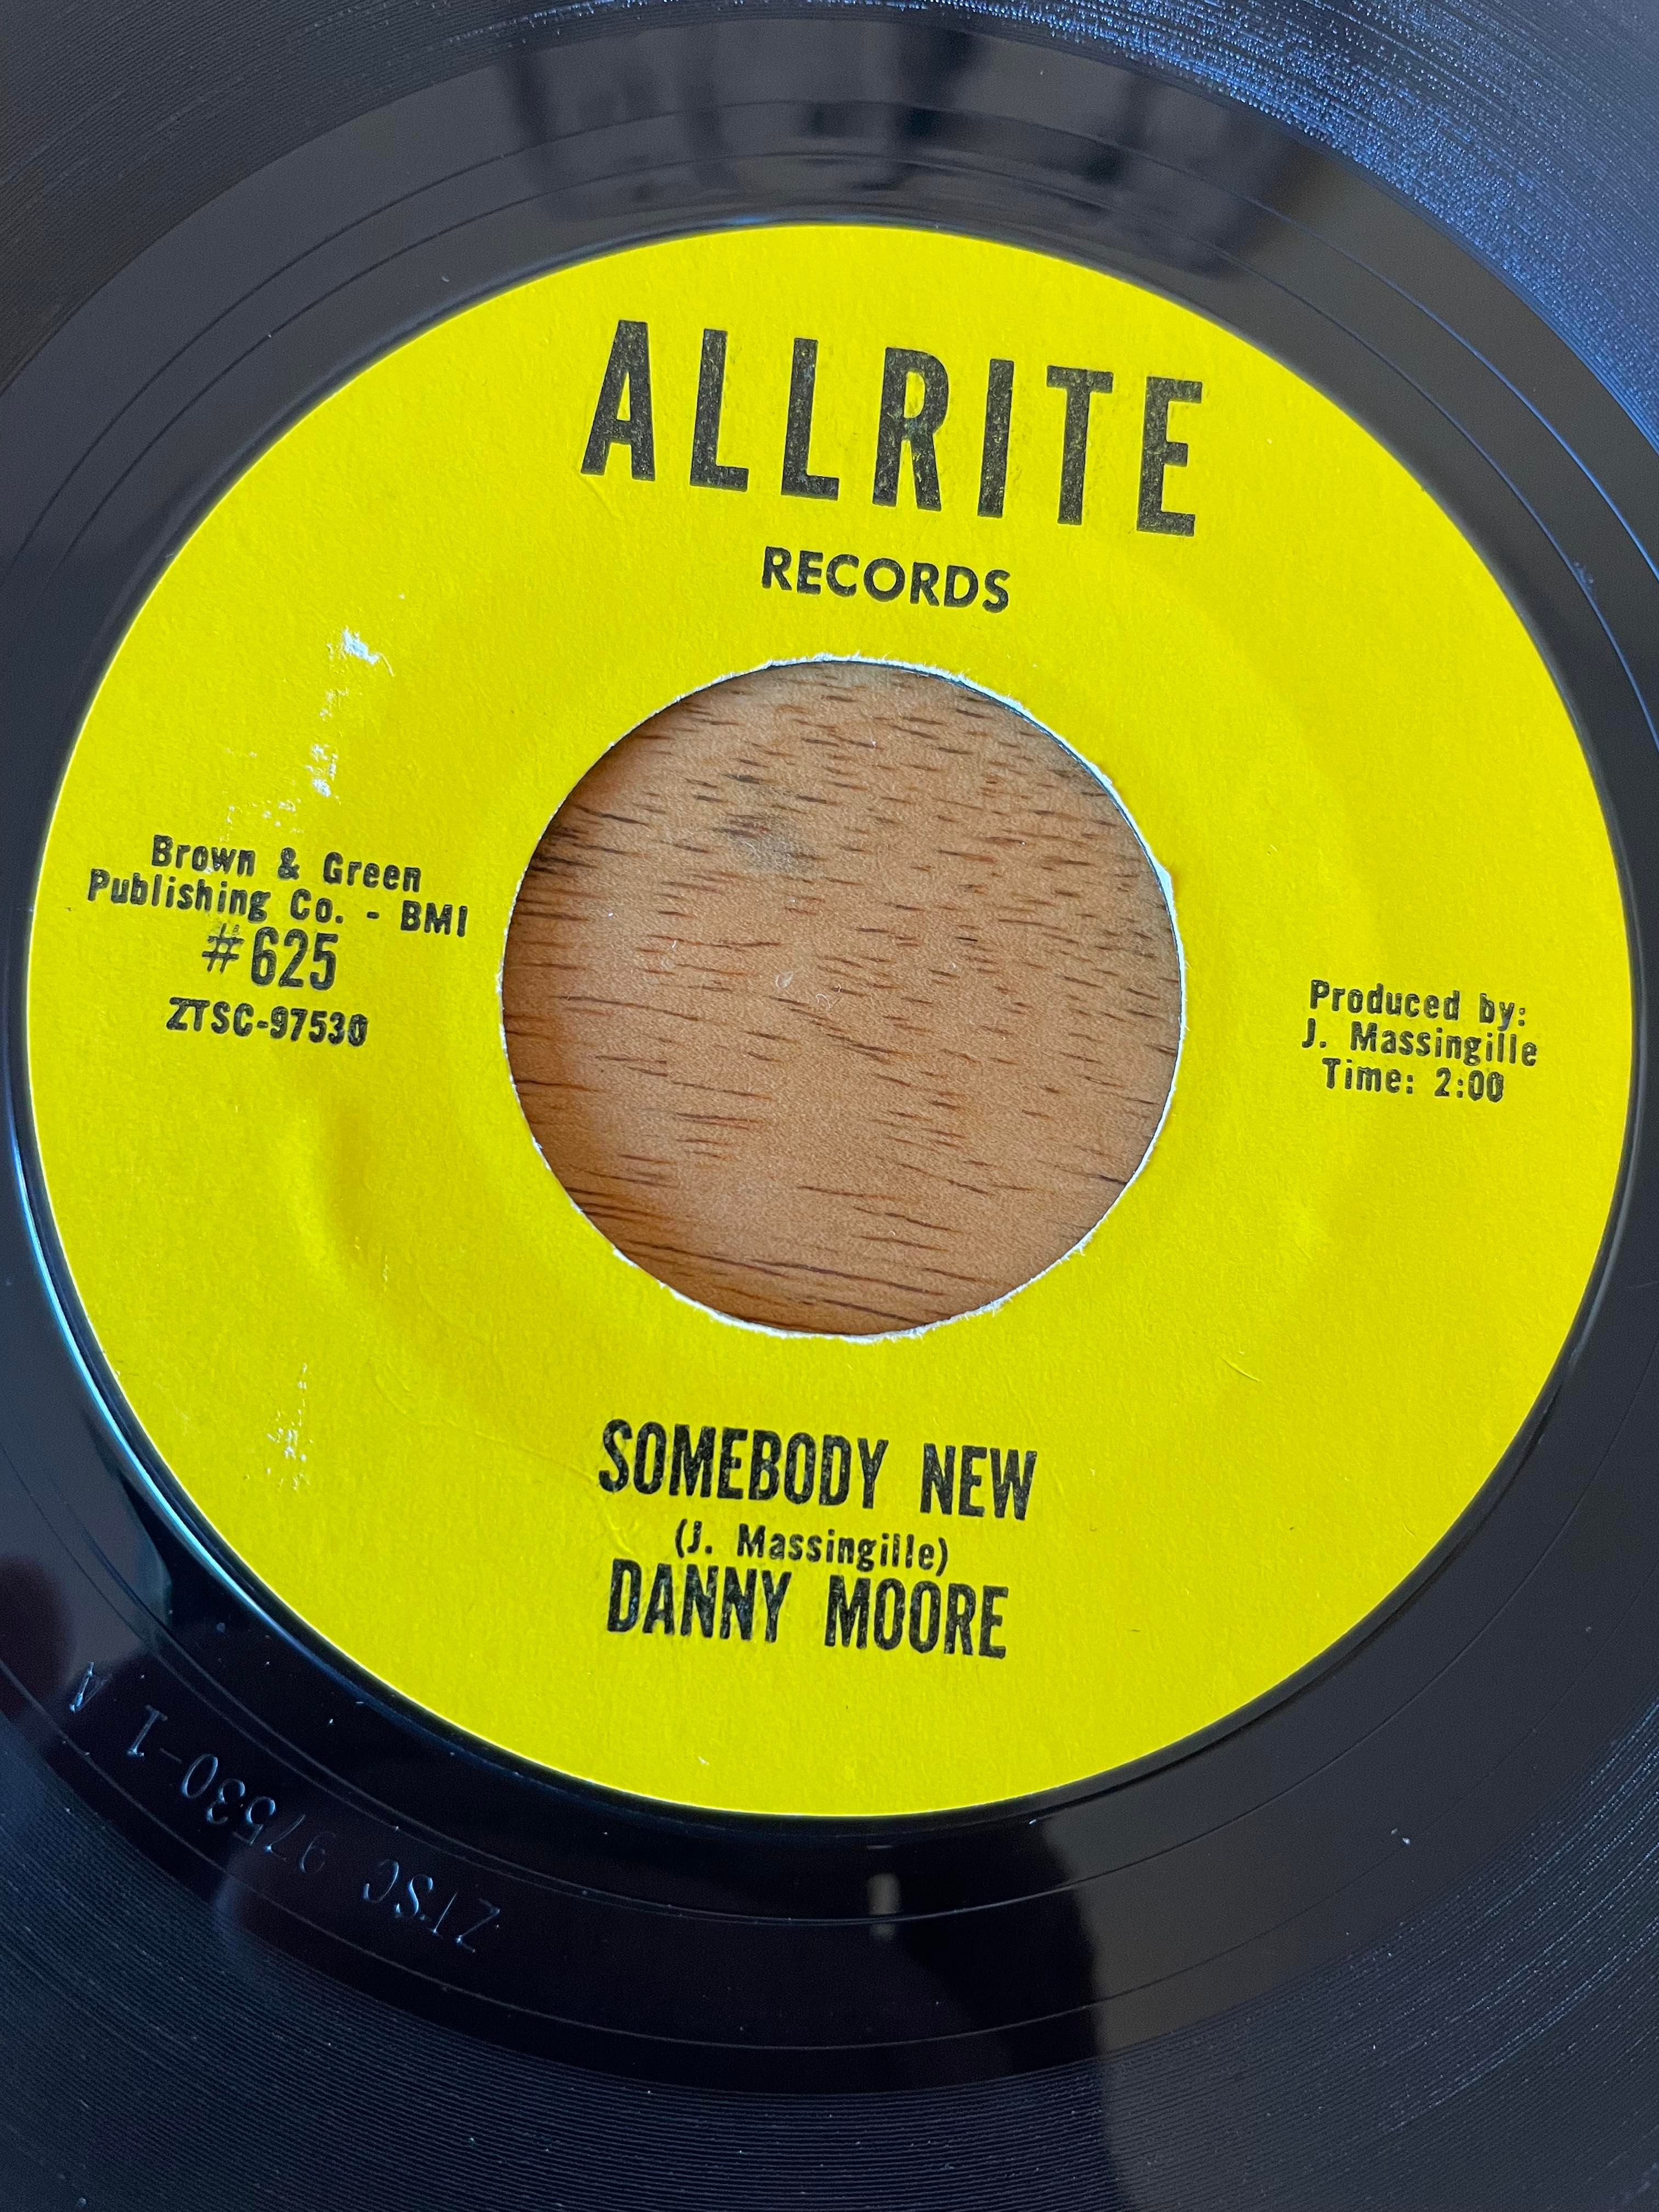 ALLRITE
RECORDS
Brown & Green
Publishing Co. - BMI
#625
ZTSC-97530
Produced by:
J. Massingille
Time: 2:00
SOMEBODY NEW
(J. Massingille)
DANNY MOORE
ZTSC 97530-1 A